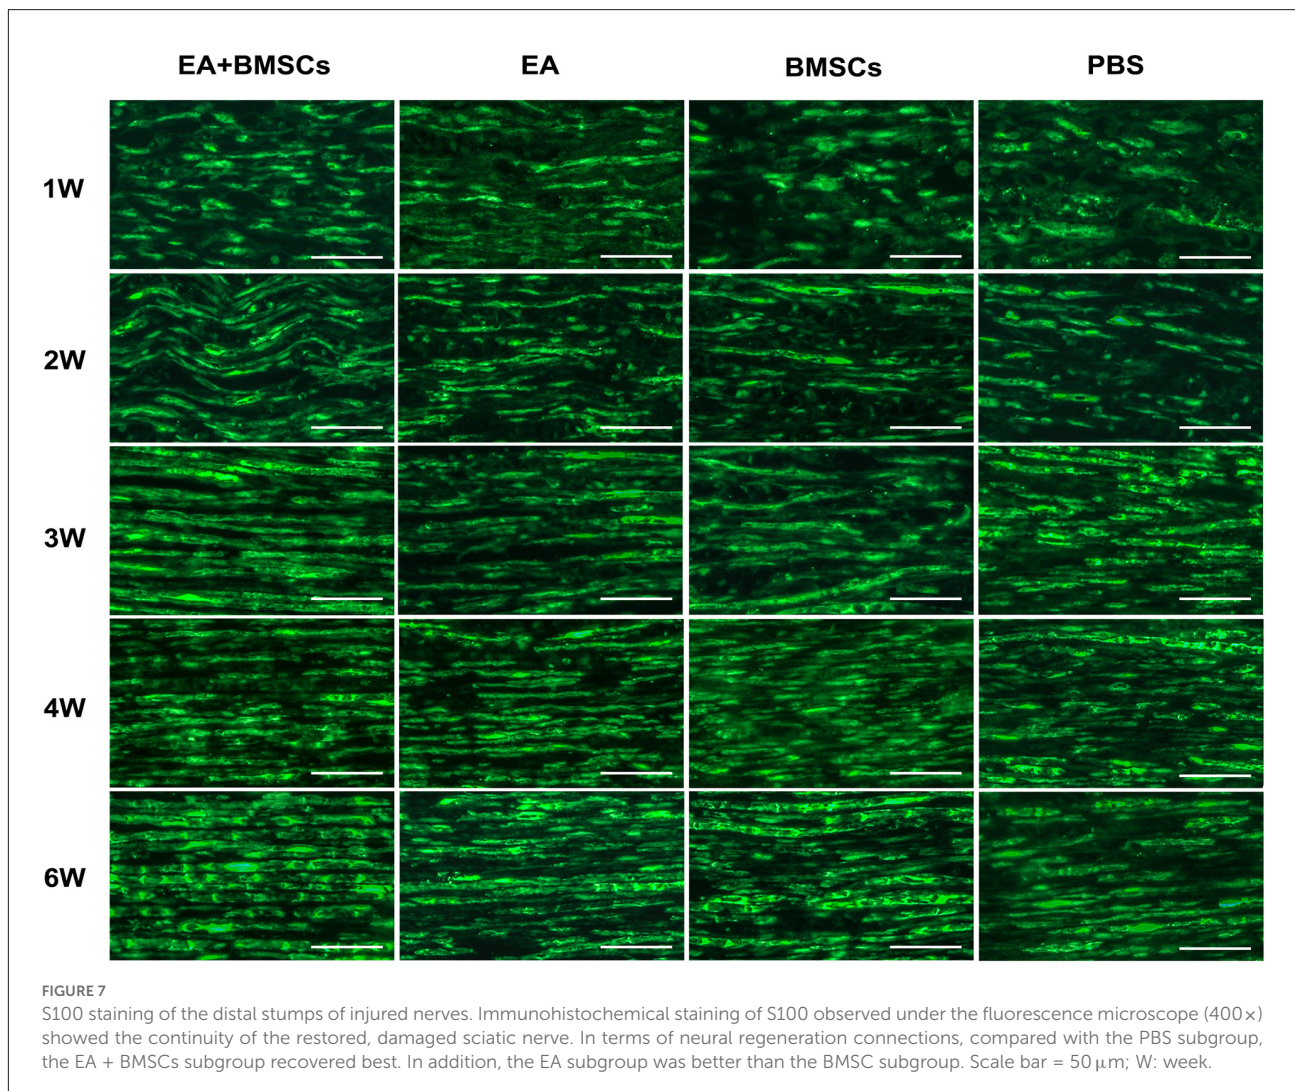 EA+BMSCs EA BMSCs PBS
1W
2W
3W
4W
6W
FIGURE 7
S100 staining of the distal stumps of injured nerves. Immunohistochemical staining of S100 observed under the fluorescence microscope (400×)
showed the continuity of the restored, damaged sciatic nerve. In terms of neural regeneration connections, compared with the PBS subgroup,
the EA + BMSCs subgroup recovered best. In addition, the EA subgroup was better than the BMSC subgroup. Scale bar = 50 μm; W: week.